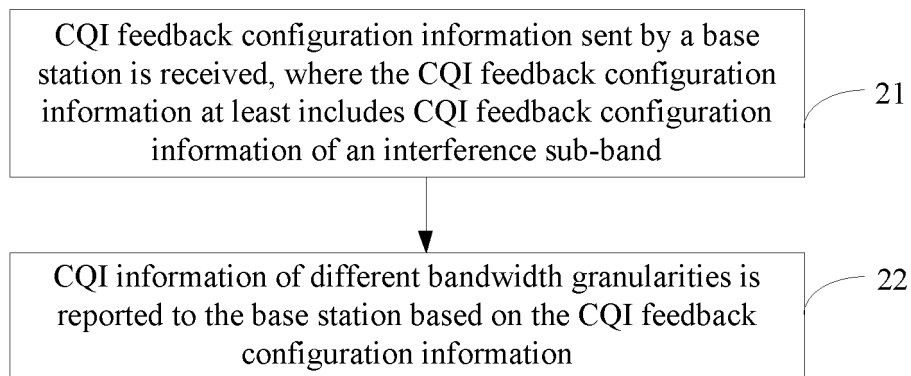 CQI feedback configuration information sent by a base
station is received, where the CQI feedback configuration
information at least includes CQI feedback configuration
information of an interference sub-band
21
CQI information of different bandwidth granularities is
reported to the base station based on the CQI feedback
configuration information
22